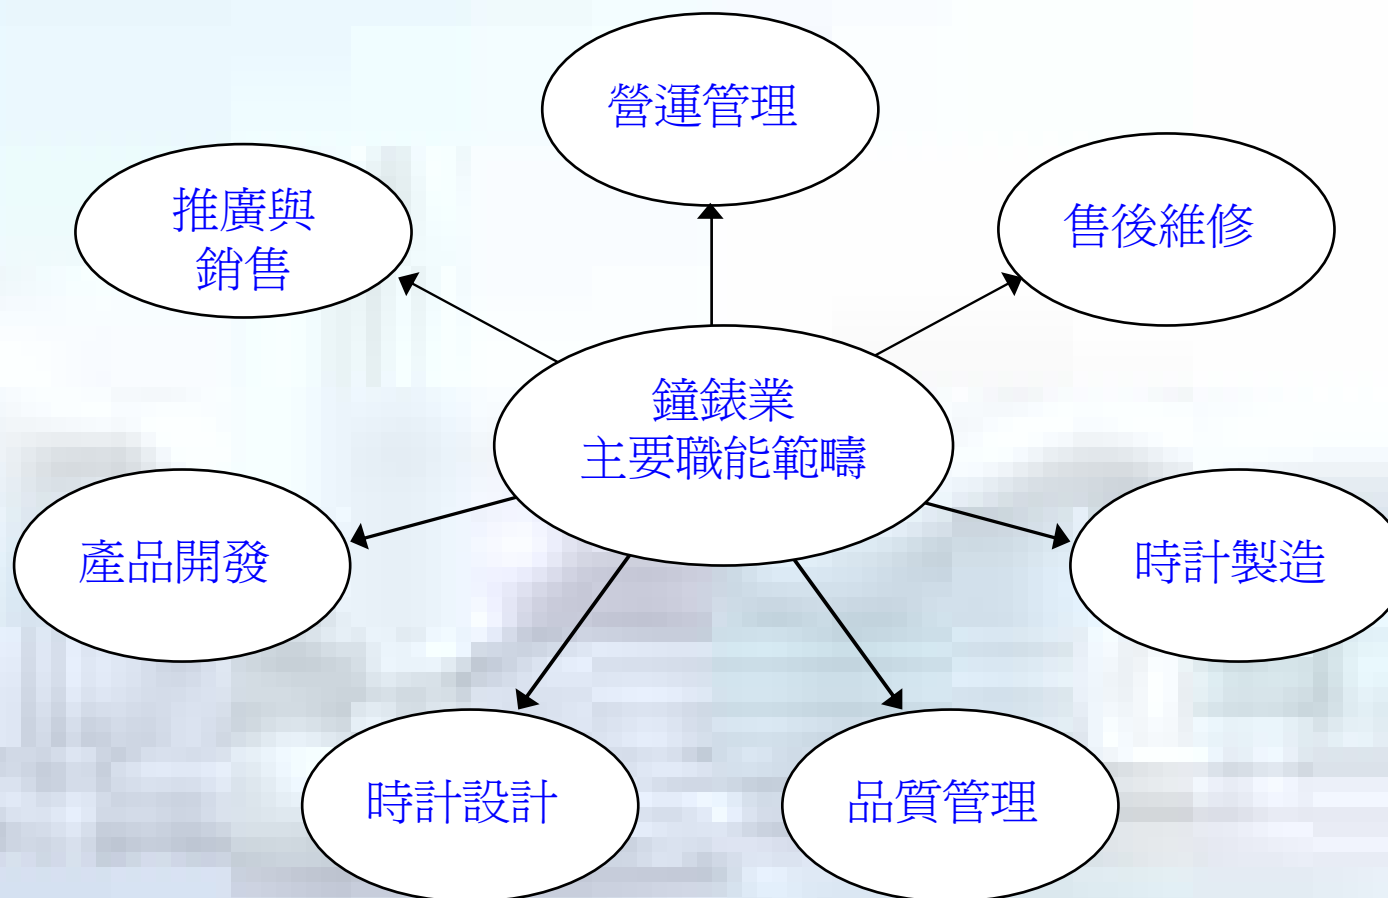 營運管理
推廣與
銷售
售後維修
鐘錶業
主要職能範疇
產品開發
時計製造
時計設計
品質管理